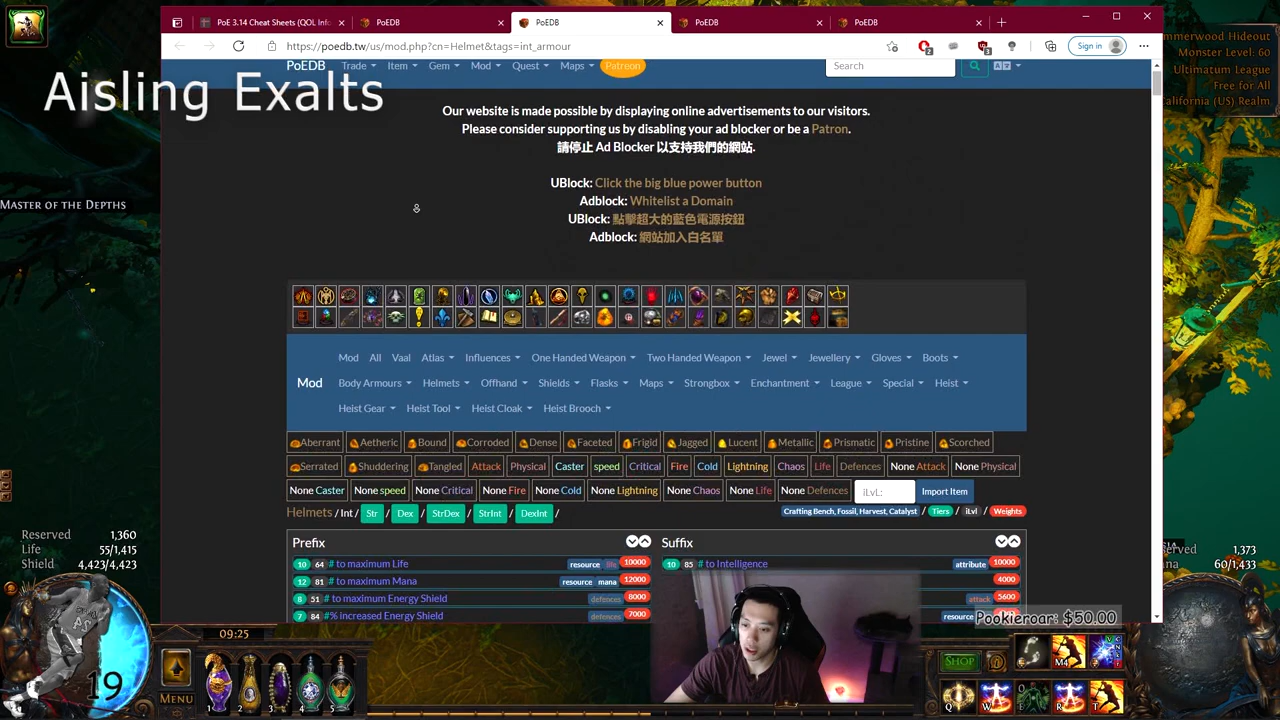 PoE 3.14 Cheat Sheets (QOL Info
PoEDB
PoEDB
PoEDB
PoEDB
https://poedb.tw/us/mod.php?cn=Helmet&tags=int_armour
Sign in
2
3
mmerwood Hideout
Monster Level: 60
Ultimatum League
Free for All
California (US) Realm
PoEDB Trade Item Gem Mod Quest Maps Patreon Search
Aisling Exalts
Our website is made possible by displaying online advertisements to our visitors.
Please consider supporting us by disabling your ad blocker or be a Patron.
請停止 Ad Blocker 以支持我們的網站.
UBlock: Click the big blue power button
Adblock: Whitelist a Domain
UBlock: 點擊超大的藍色電源按鈕
Adblock: 網站加入白名單
MASTER OF THE DEPTHS
Mod
Mod All Vaal Atlas Influences One Handed Weapon Two Handed Weapon Jewel Jewellery Gloves Boots
Body Armours Helmets Offhand Shields Flasks Maps Strongbox Enchantment League Special Heist
Heist Gear Heist Tool Heist Cloak Heist Brooch
Aberrant Aetheric Bound Corroded Dense Faceted Frigid Jagged Lucent Metallic Prismatic Pristine Scorched
Serrated Shuddering Tangled Attack Physical Caster speed Critical Fire Cold Lightning Chaos Life Defences None Attack None Physical
None Caster None speed None Critical None Fire None Cold None Lightning None Chaos None Life None Defences iLvL: Import Item
Helmets / Int / Str Dex StrDex StrInt DexInt /
Crafting Bench, Fossil, Harvest, Catalyst Tiers iLvl Weights
Prefix
10 64 # to maximum Life resource life 10000
12 81 # to maximum Mana resource mana 12000
8 51 # to maximum Energy Shield defences 8000
7 84 #% increased Energy Shield defences 7000
Suffix
10 85 # to Intelligence attribute 10000
4000
attack 5600
resource
Pookieroar: $50.00
Reserved 1,360
Life 55/1,415
Shield 4,423/4,423
served 1,373
ana 60/1,433
09:25
19
MENU
1 2 3 4 5
SHOP
M4
Q W E R T